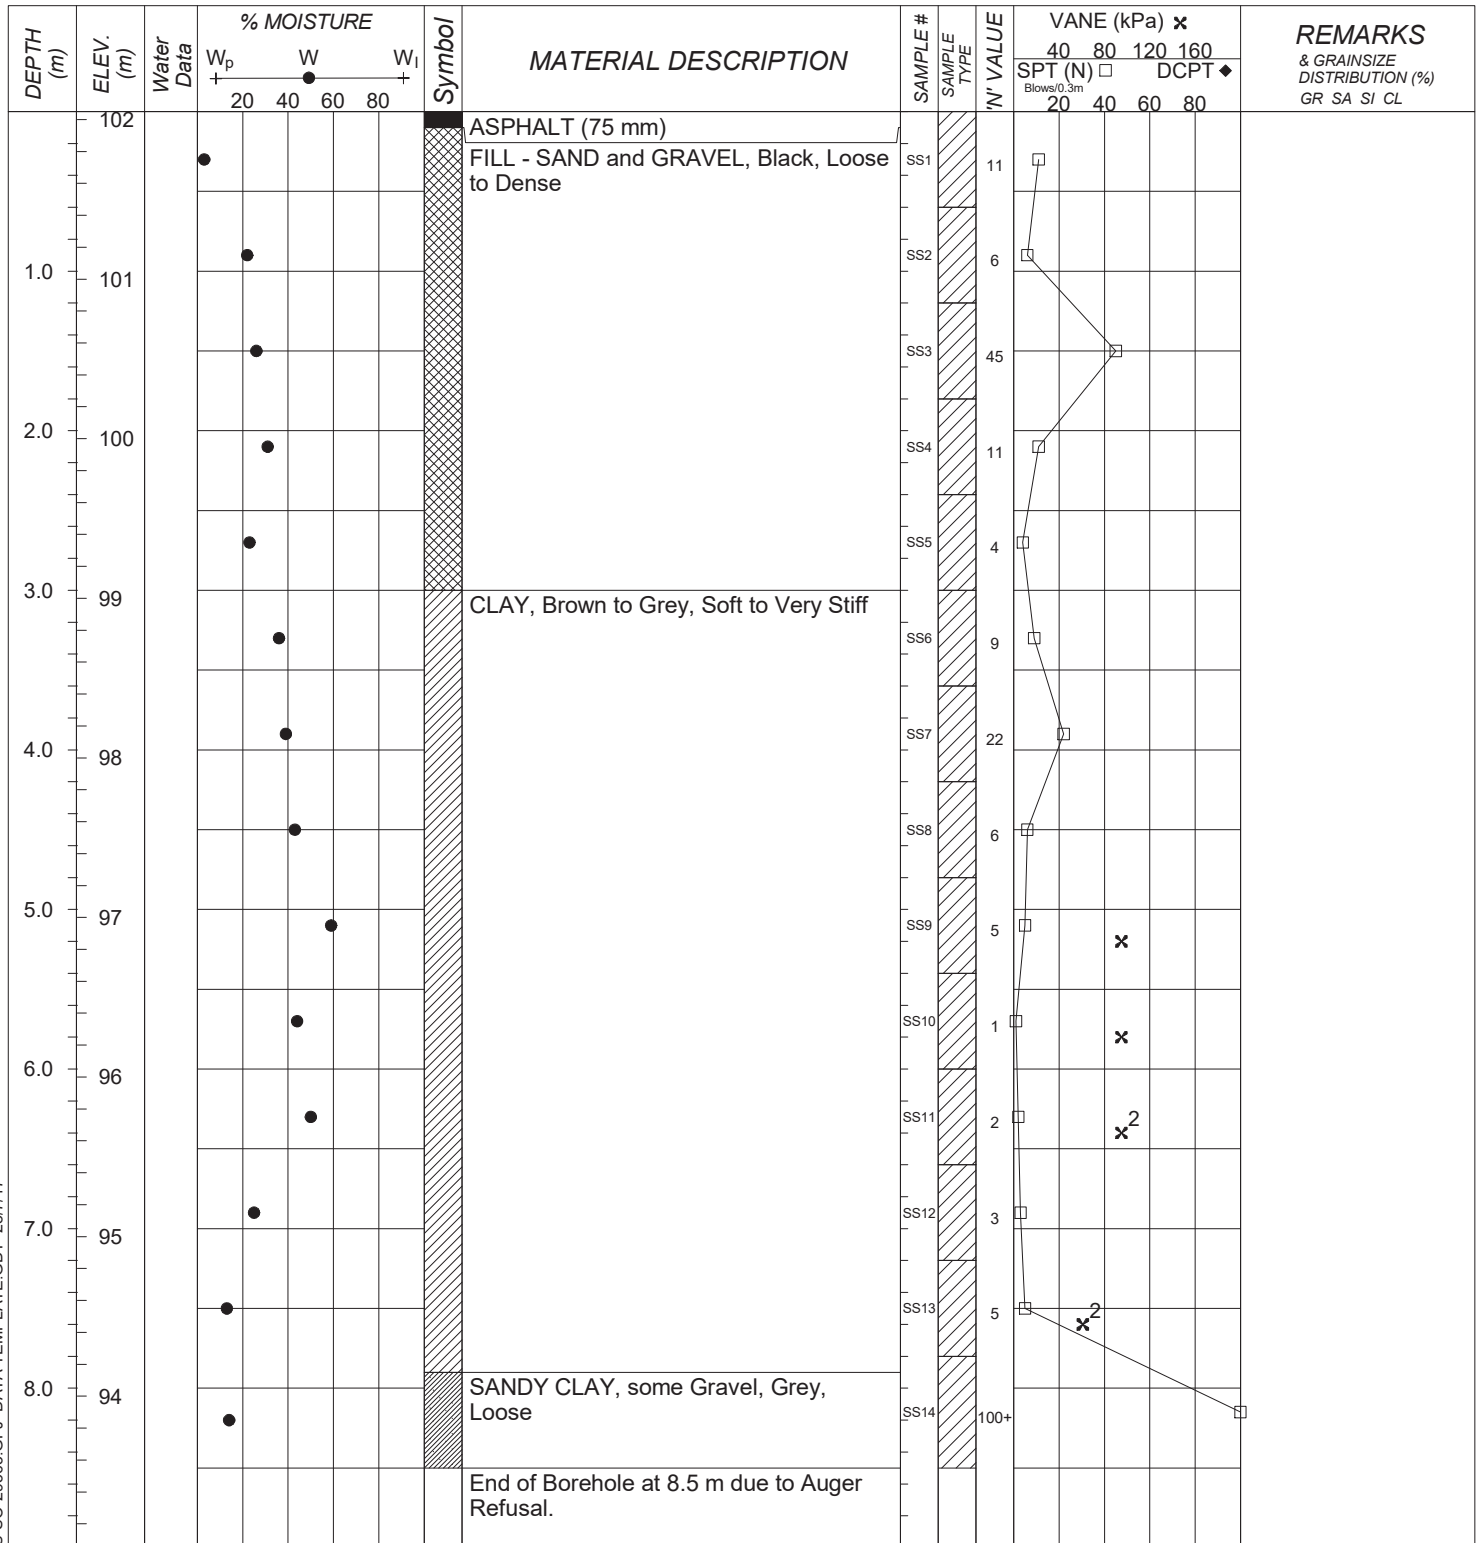 DEPTH (m)
ELEV. (m)
Water Data
% MOISTURE
Wp W Wl
20 40 60 80
Symbol
MATERIAL DESCRIPTION
SAMPLE #
SAMPLE TYPE
'N' VALUE
VANE (kPa)
40 80 120 160
SPT (N) DCPT
Blows/0.3m
20 40 60 80
REMARKS
& GRAINSIZE
DISTRIBUTION (%)
GR SA SI CL
102
ASPHALT (75 mm)
FILL - SAND and GRAVEL, Black, Loose
to Dense
SS1 11
SS2 6
1.0 101
SS3 45
2.0 100
SS4 11
SS5 4
3.0 99
CLAY, Brown to Grey, Soft to Very Stiff
SS6 9
SS7 22
4.0 98
SS8 6
5.0 97
SS9 5
SS10 1
6.0 96
SS11 2 2
SS12 3
7.0 95
SS13 5 2
8.0 94
SANDY CLAY, some Gravel, Grey,
Loose
SS14 100+
End of Borehole at 8.5 m due to Auger
Refusal.